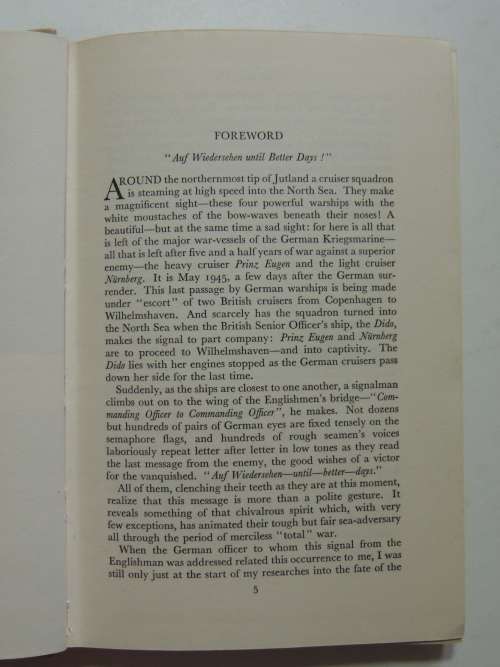 FOREWORD
"Auf Wiedersehen until Better Days!"
AROUND the northernmost tip of Jutland a cruiser squadron
is steaming at high speed into the North Sea. They make
a magnificent sight—these four powerful warships with the
white moustaches of the bow-waves beneath their noses! A
beautiful—but at the same time a sad sight: for here is all that
is left of the major war-vessels of the German Kriegsmarine—
all that is left after five and a half years of war against a superior
enemy—the heavy cruiser Prinz Eugen and the light cruiser
Nürnberg. It is May 1945, a few days after the German sur-
render. This last passage by German warships is being made
under "escort" of two British cruisers from Copenhagen to
Wilhelmshaven. And scarcely has the squadron turned into
the North Sea when the British Senior Officer's ship, the Dido,
makes the signal to part company: Prinz Eugen and Nürnberg
are to proceed to Wilhelmshaven—and into captivity. The
Dido lies with her engines stopped as the German cruisers pass
down her side for the last time.
Suddenly, as the ships are closest to one another, a signalman
climbs out on to the wing of the Englishmen's bridge—"Com-
manding Officer to Commanding Officer", he makes. Not dozens
but hundreds of pairs of German eyes are fixed tensely on the
semaphore flags, and hundreds of rough seamen's voices
laboriously repeat letter after letter in low tones as they read
the last message from the enemy, the good wishes of a victor
for the vanquished. "Auf Wiedersehen—until—better—days."
All of them, clenching their teeth as they are at this moment,
realize that this is more than a polite gesture. It
reveals something of that chivalrous spirit which, with very
few exceptions, has animated their tough but fair sea-adversary
all through the period of merciless "total" war.
When the German officer to whom this signal from the
Englishman was addressed related this occurrence to me, I was
still only just at the start of my researches into the fate of the
5